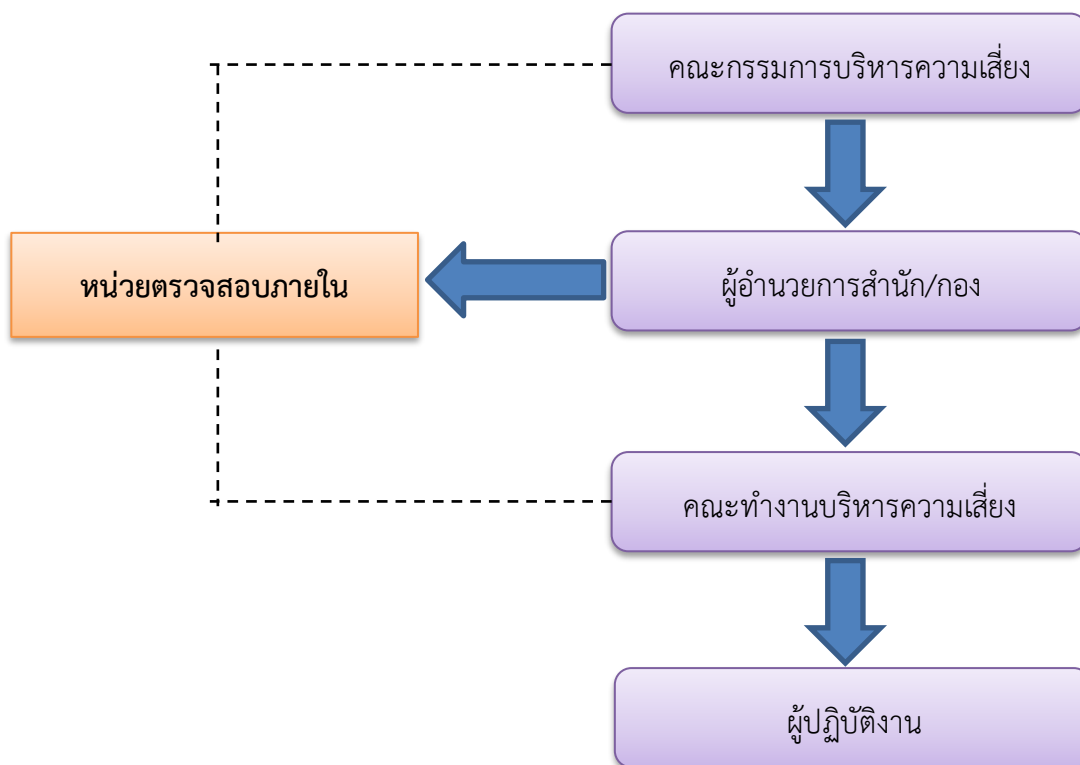 คณะกรรมการบริหารความเสี่ยง
หน่วยตรวจสอบภายใน
ผู้อำนวยการสำนัก/กอง
คณะทำงานบริหารความเสี่ยง
ผู้ปฏิบัติงาน